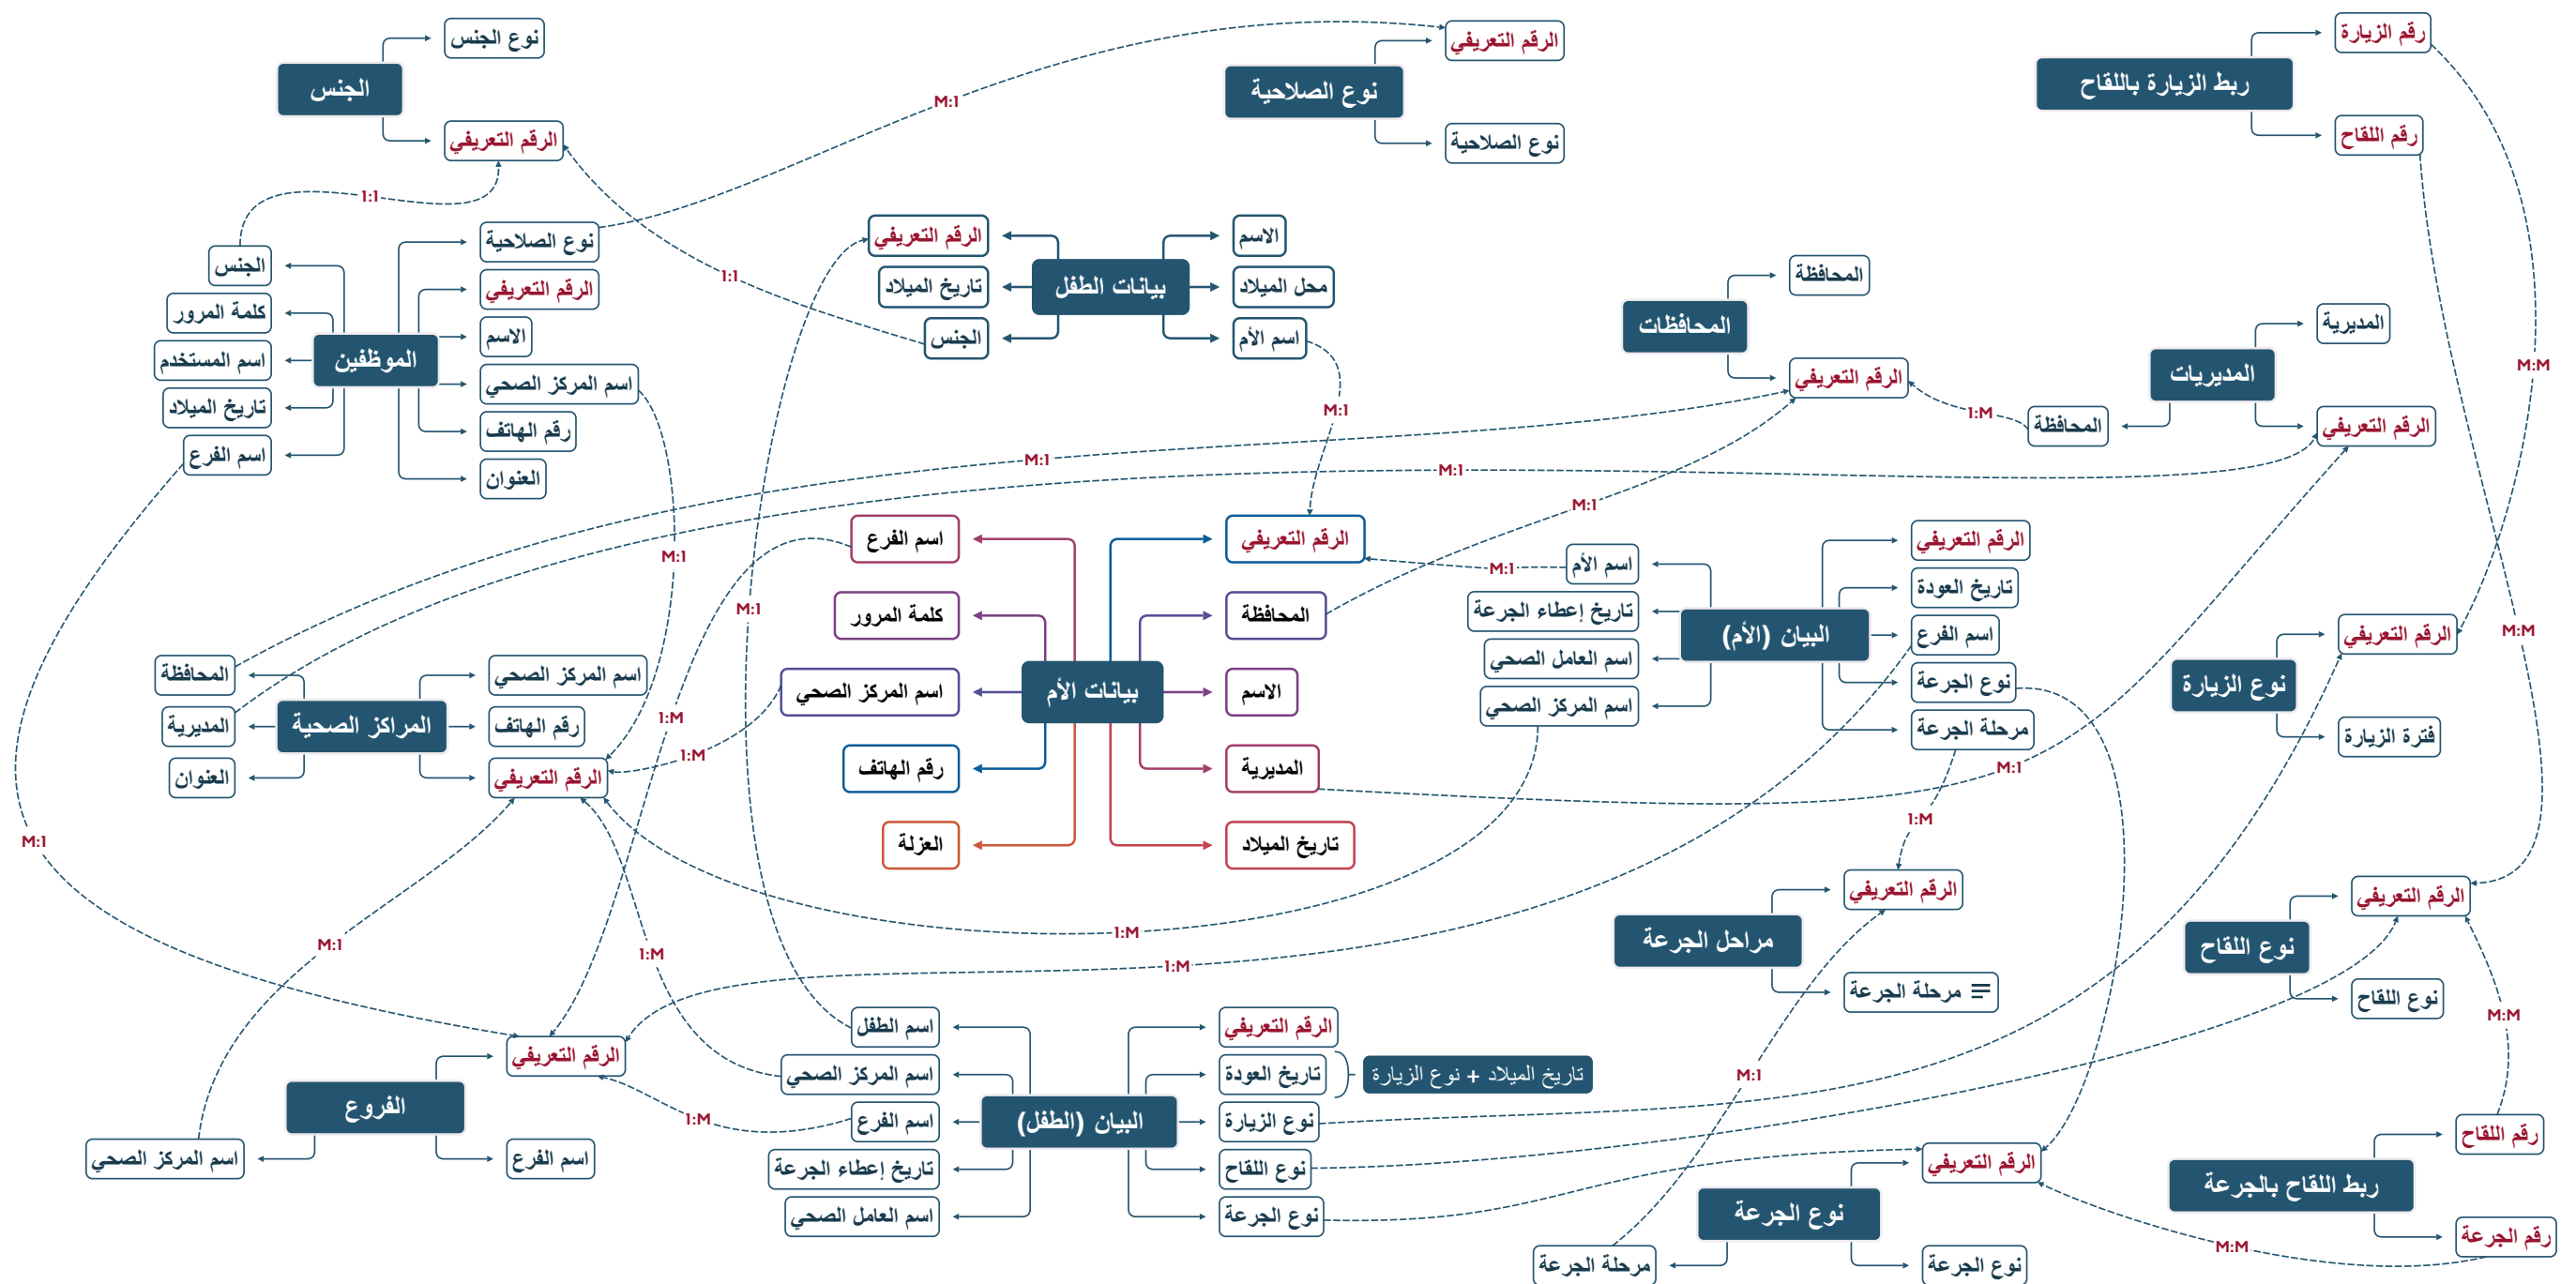 نوع الجنس
الجنس
الرقم التعريفي
1:1
الرقم التعريفي
نوع الصلاحية
نوع الصلاحية
M:1
رقم الزيارة
ربط الزيارة باللقاح
رقم اللقاح
M:M
M:M
نوع الصلاحية
الرقم التعريفي
الاسم
اسم المركز الصحي
رقم الهاتف
العنوان
الموظفين
الجنس
كلمة المرور
اسم المستخدم
تاريخ الميلاد
اسم الفرع
M:1
M:1
الاسم
محل الميلاد
اسم الأم
بيانات الطفل
الرقم التعريفي
تاريخ الميلاد
الجنس
1:1
M:1
M:1
المحافظة
المحافظات
الرقم التعريفي
1:M
المديرية
المديريات
الرقم التعريفي
المحافظة
M:1
M:1
M:1
الرقم التعريفي
المحافظة
الاسم
المديرية
تاريخ الميلاد
بيانات الأم
اسم الفرع
كلمة المرور
اسم المركز الصحي
رقم الهاتف
العزلة
1:M
1:M
M:1
الرقم التعريفي
تاريخ العودة
اسم الفرع
نوع الجرعة
مرحلة الجرعة
البيان (الأم)
اسم الأم
تاريخ إعطاء الجرعة
اسم العامل الصحي
اسم المركز الصحي
M:1
1:M
1:M
1:M
الرقم التعريفي
نوع الزيارة
فترة الزيارة
اسم المركز الصحي
رقم الهاتف
الرقم التعريفي
المراكز الصحية
المحافظة
المديرية
العنوان
الرقم التعريفي
مراحل الجرعة
مرحلة الجرعة
الرقم التعريفي
نوع اللقاح
نوع اللقاح
M:M
الرقم التعريفي
الفروع
اسم الفرع
اسم المركز الصحي
M:1
الرقم التعريفي
تاريخ العودة
تاريخ الميلاد + نوع الزيارة
نوع الزيارة
نوع اللقاح
نوع الجرعة
البيان (الطفل)
اسم الطفل
اسم المركز الصحي
اسم الفرع
تاريخ إعطاء الجرعة
اسم العامل الصحي
1:M
1:M
الرقم التعريفي
نوع الجرعة
نوع الجرعة
مرحلة الجرعة
M:1
رقم اللقاح
ربط اللقاح بالجرعة
رقم الجرعة
M:M